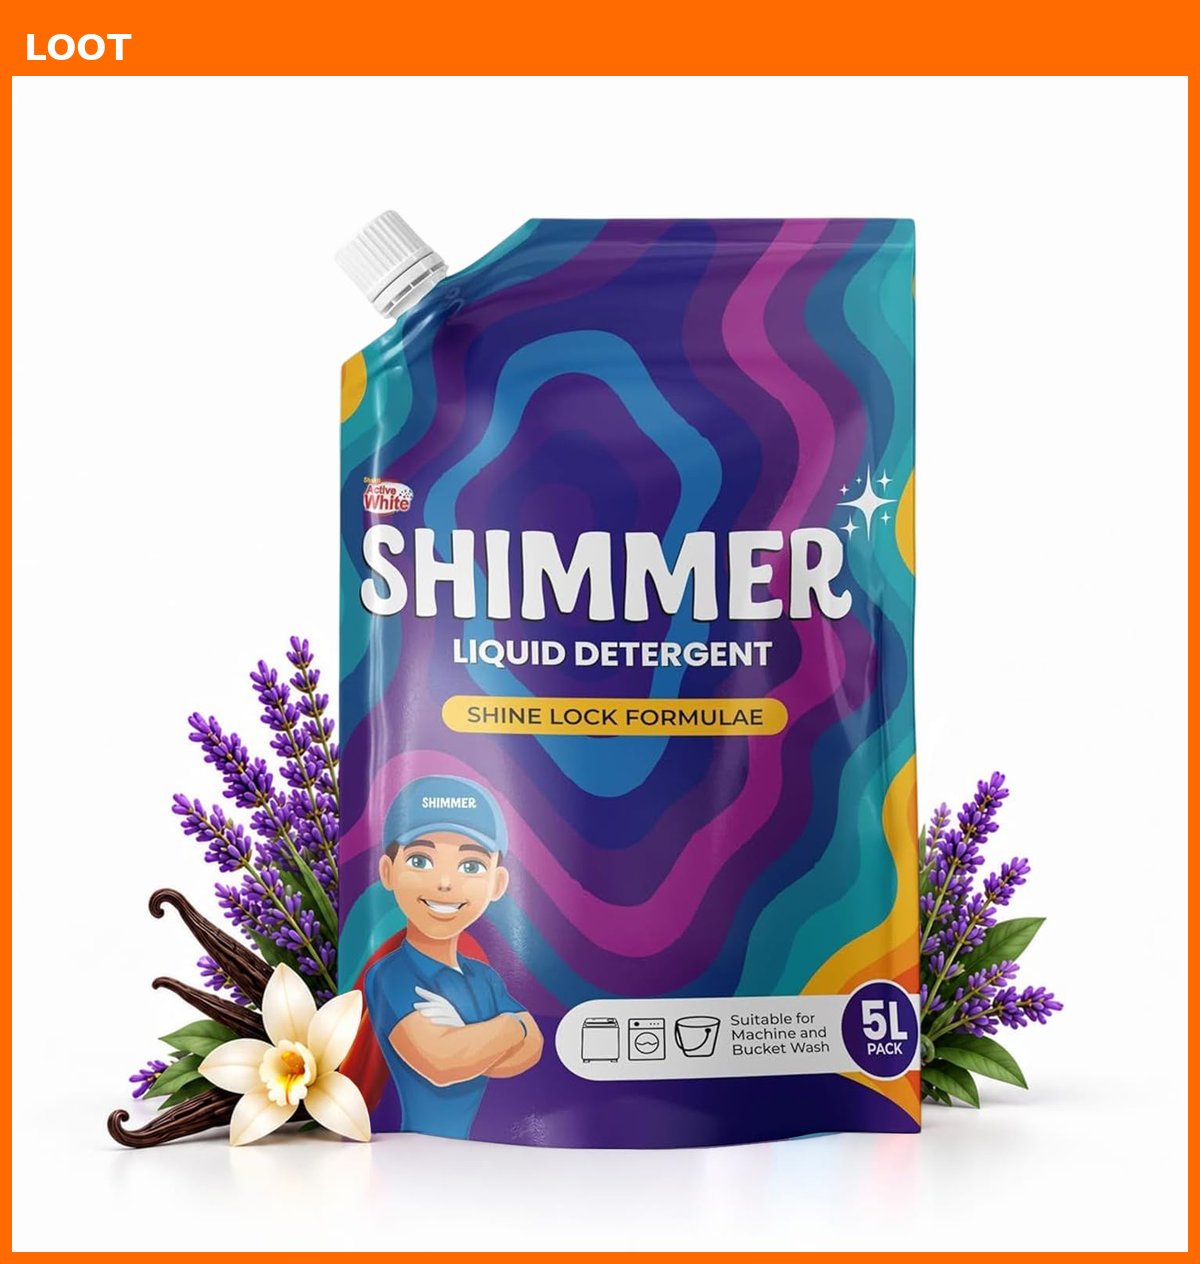 LOOT
Active
White
SHIMMER
LIQUID DETERGENT
SHINE LOCK FORMULAE
SHIMMER
Suitable for
Machine and
Bucket Wash
5L
PACK